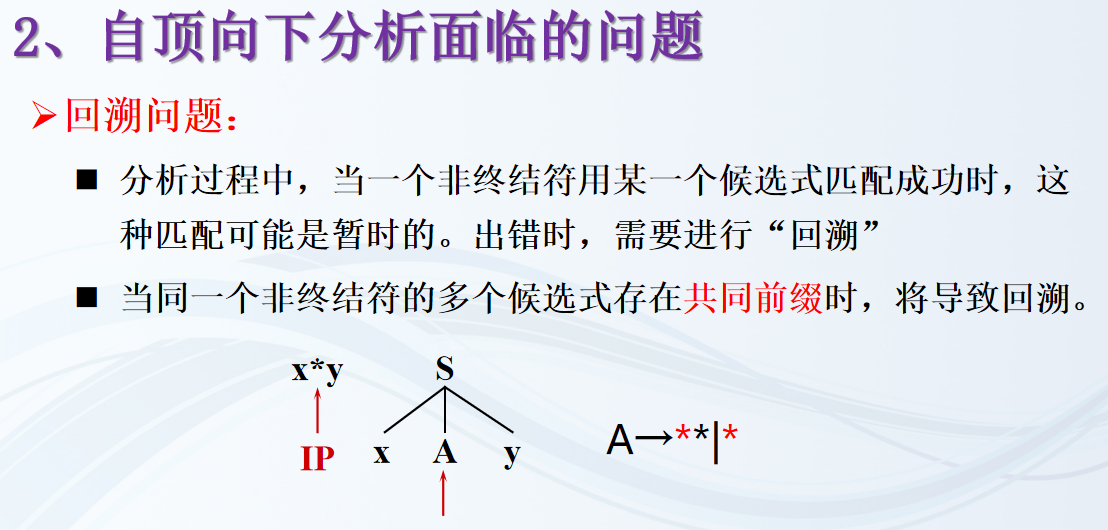 2、自顶向下分析面临的问题
➢回溯问题：
■ 分析过程中，当一个非终结符用某一个候选式匹配成功时，这
种匹配可能是暂时的。出错时，需要进行“回溯”
■ 当同一个非终结符的多个候选式存在共同前缀时，将导致回溯。
x*y S
IP x A y A→**|*